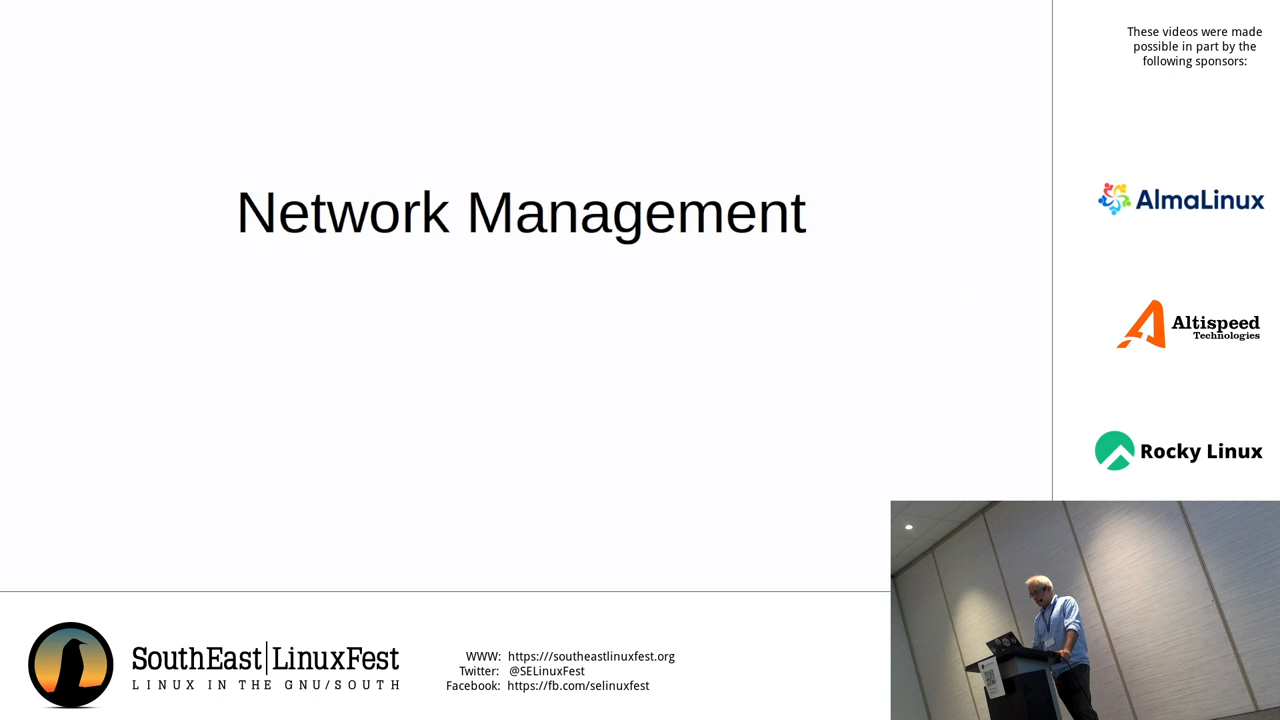 Network Management
These videos were made
possible in part by the
following sponsors:
AlmaLinux
Altispeed
Technologies
Rocky Linux
SouthEast|LinuxFest
LINUX IN THE GNU/SOUTH
WWW: https:///southeastlinuxfest.org
Twitter: @SELinuxFest
Facebook: https://fb.com/selinuxfest